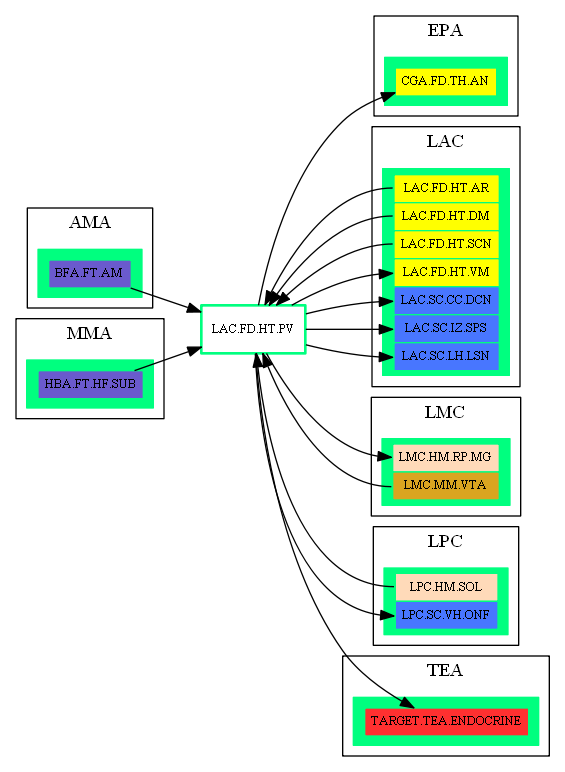 AMA
BFA.FT.AM
MMA
HBA.FT.HF.SUB
LAC.FD.HT.PV
EPA
CGA.FD.TH.AN
LAC
LAC.FD.HT.AR
LAC.FD.HT.DM
LAC.FD.HT.SCN
LAC.FD.HT.VM
LAC.SC.CC.DCN
LAC.SC.IZ.SPS
LAC.SC.LH.LSN
LMC
LMC.HM.RP.MG
LMC.MM.VTA
LPC
LPC.HM.SOL
LPC.SC.VH.ONF
TEA
TARGET.TEA.ENDOCRINE